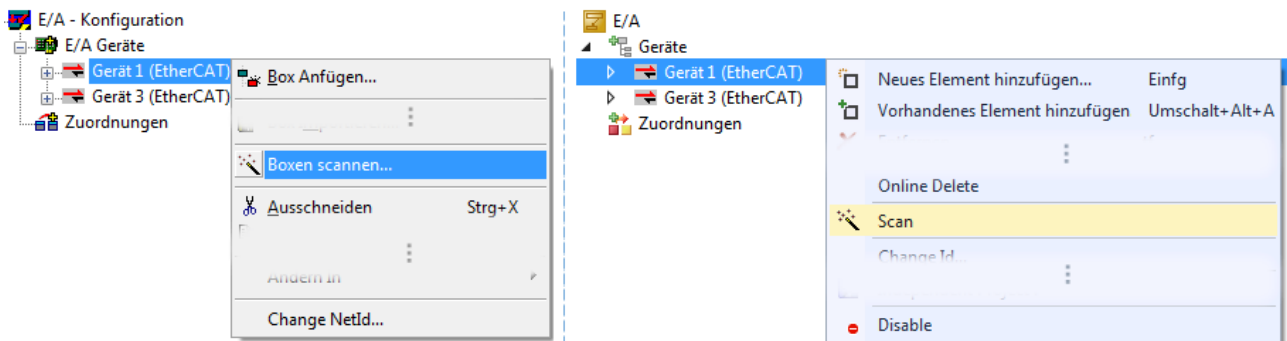 E/A - Konfiguration
E/A Geräte
Gerät 1 (EtherCAT)
Gerät 3 (EtherCAT)
Zuordnungen
Box Anfügen...
Boxen scannen...
Ausschneiden Strg+X
Ändern In
Change NetId...
E/A
Geräte
Gerät 1 (EtherCAT)
Gerät 3 (EtherCAT)
Zuordnungen
Neues Element hinzufügen... Einfg
Vorhandenes Element hinzufügen Umschalt+Alt+A
Online Delete
Scan
Change Id...
Disable